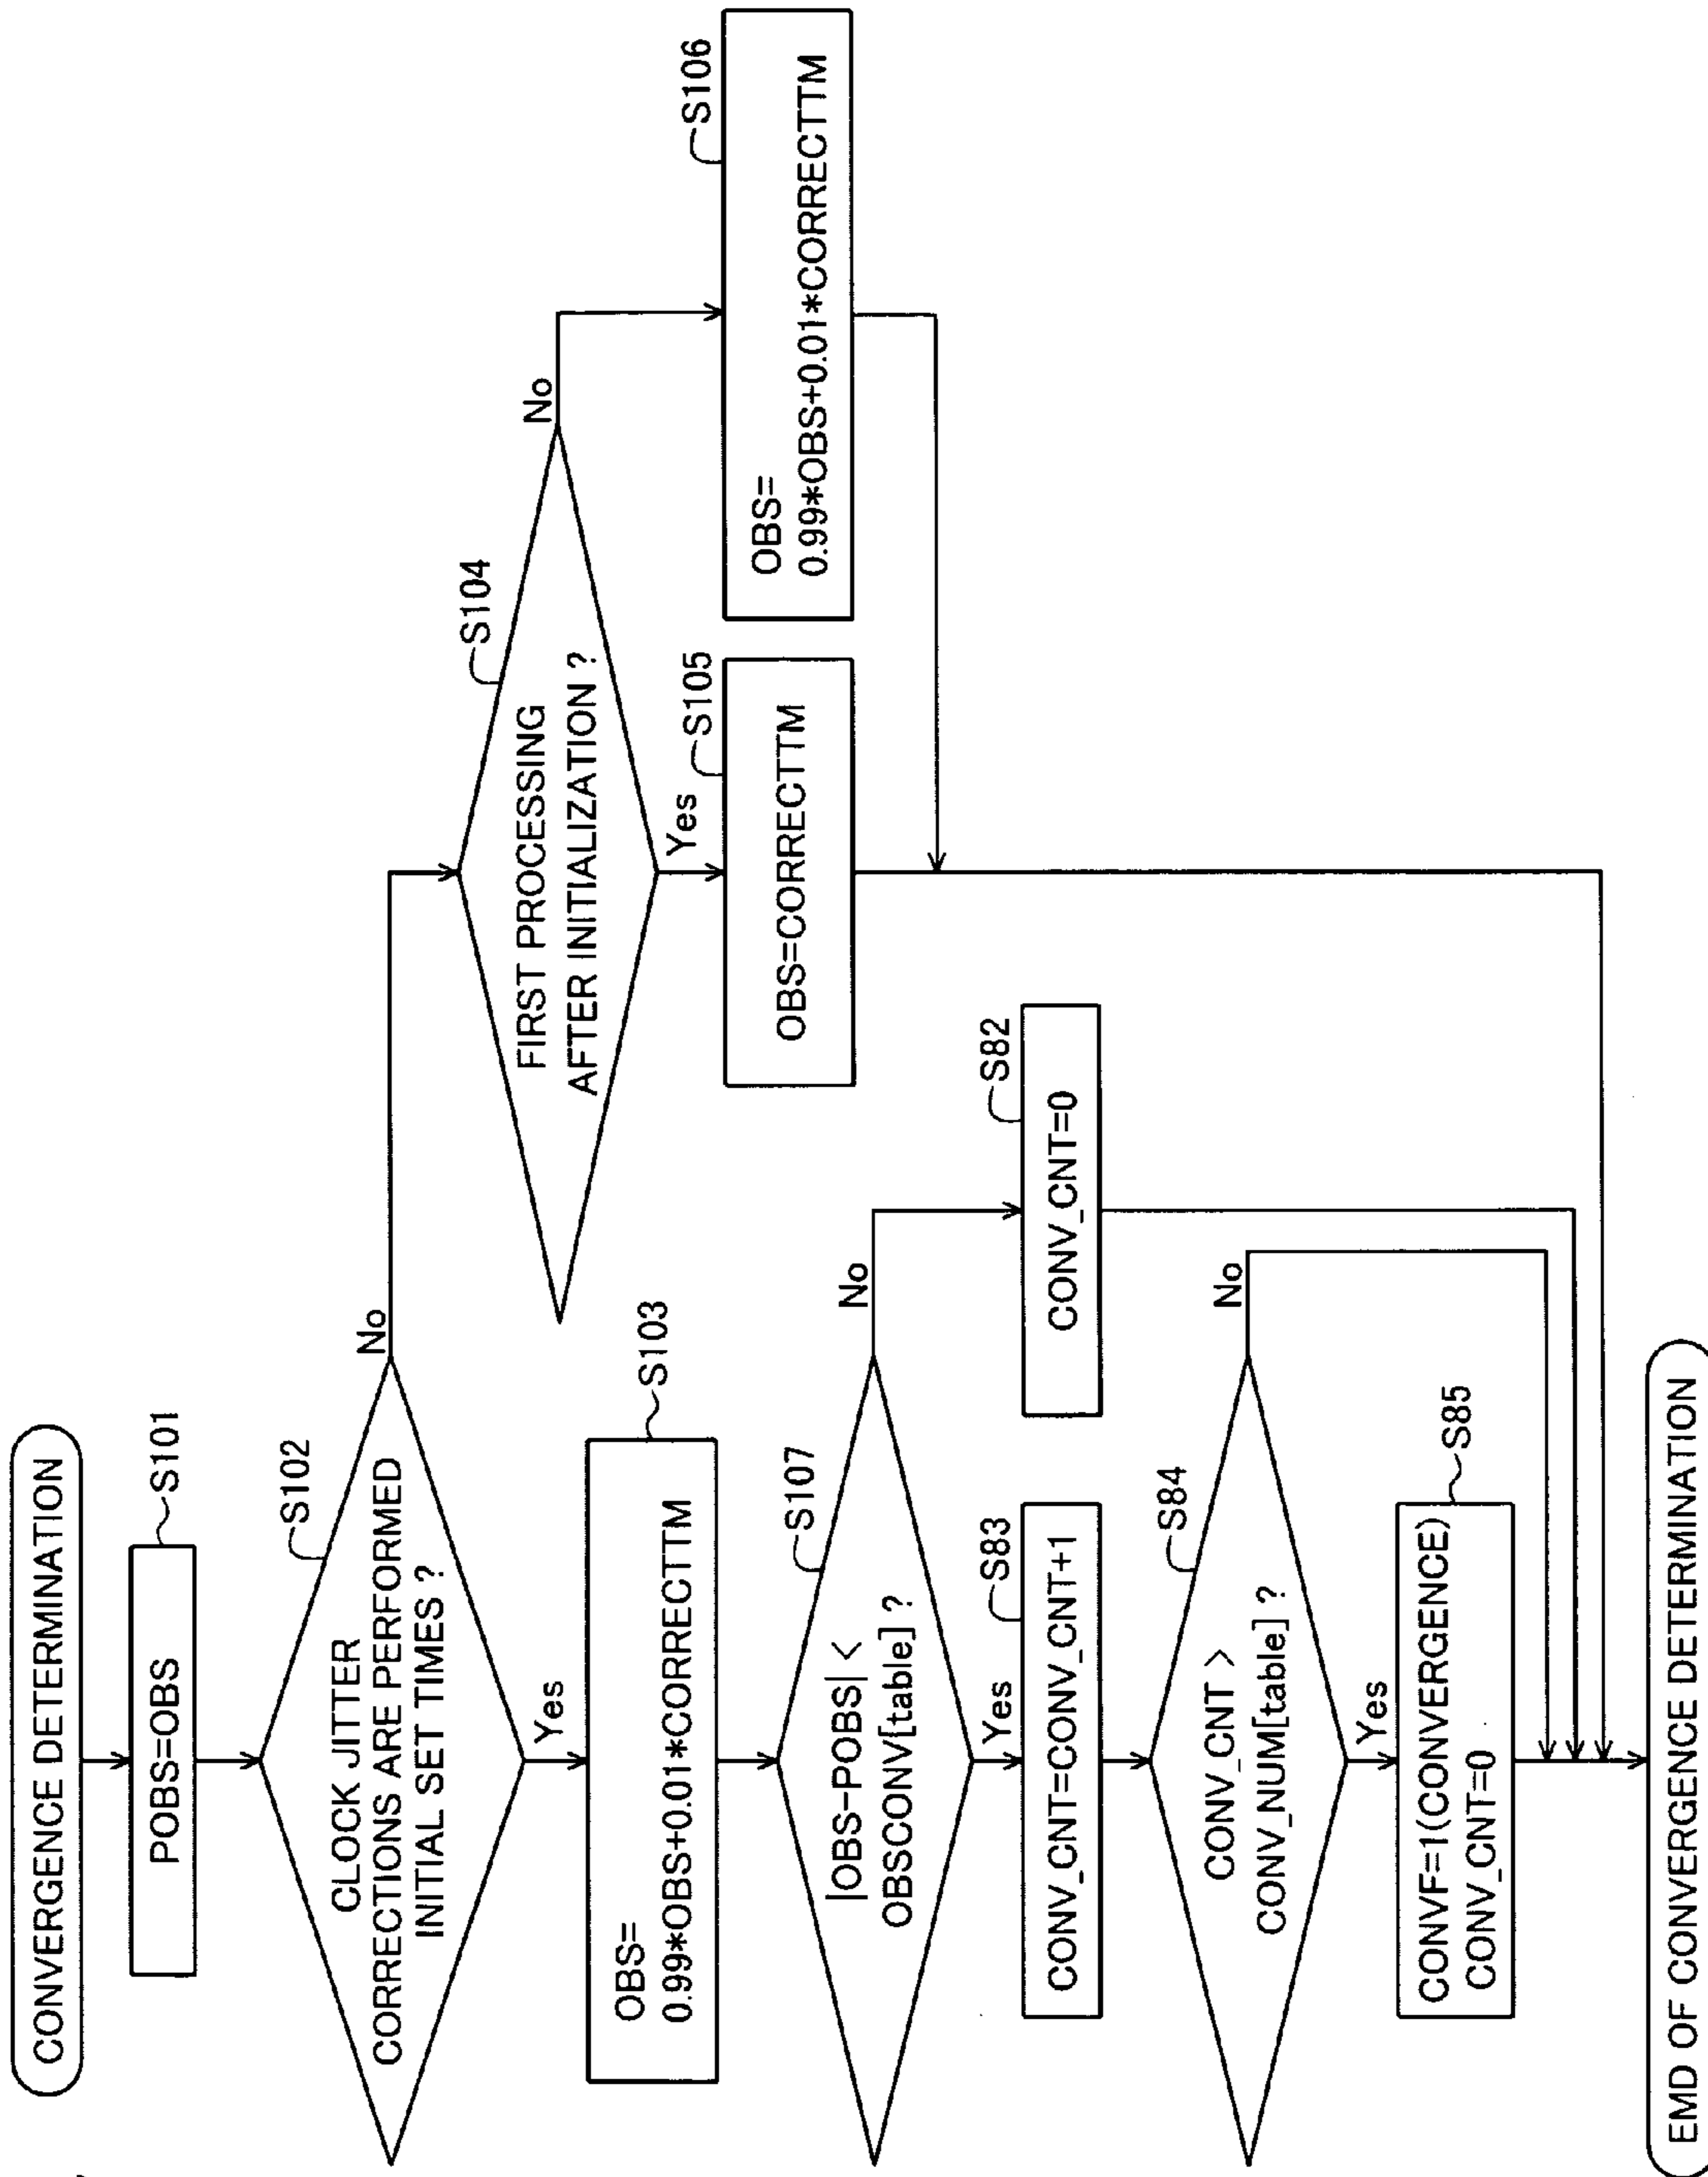 CONVERGENCE DETERMINATION
S101
POBS=OBS
S102
CLOCK JITTER
CORRECTIONS ARE PERFORMED
INITIAL SET TIMES ?
No
Yes
S104
FIRST PROCESSING
AFTER INITIALIZATION ?
No
Yes
S103
OBS=
0.99*OBS+0.01*CORRECTTM
S105
OBS=CORRECTTM
S106
OBS=
0.99*OBS+0.01*CORRECTTM
S107
|OBS-POBS| <
OBSCONV[table] ?
No
Yes
S83
CONV_CNT=CONV_CNT+1
S82
CONV_CNT=0
S84
CONV_CNT >
CONV_NUM[table] ?
No
Yes
S85
CONVF=1(CONVERGENCE)
CONV_CNT=0
EMD OF CONVERGENCE DETERMINATION